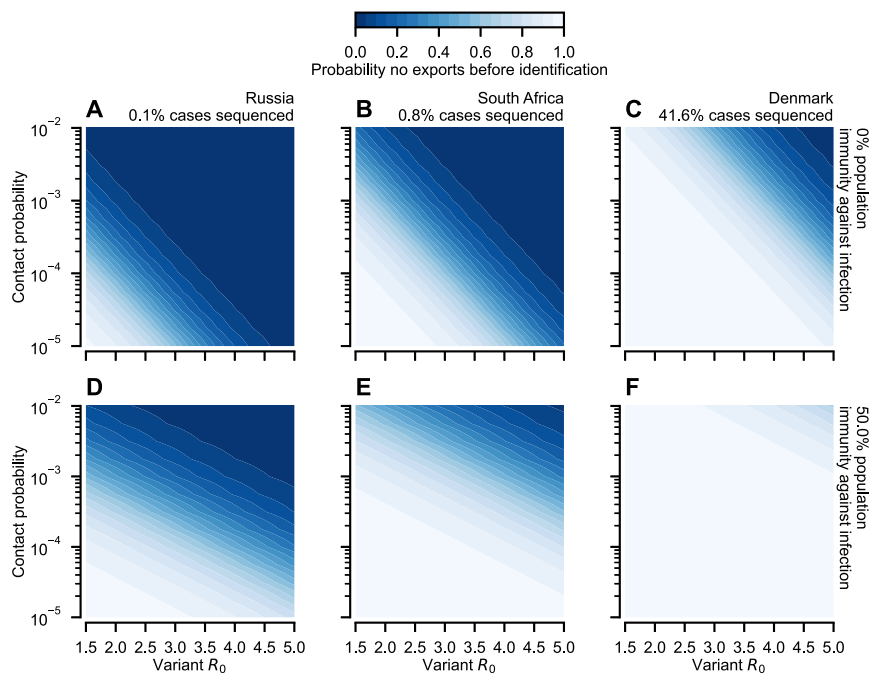 0.0 0.2 0.4 0.6 0.8 1.0
Probability no exports before identification
A
Russia
0.1% cases sequenced
B
South Africa
0.8% cases sequenced
C
Denmark
41.6% cases sequenced
Contact probability
10⁻²
10⁻³
10⁻⁴
10⁻⁵
0% population
immunity against infection
D
E
F
Contact probability
10⁻²
10⁻³
10⁻⁴
10⁻⁵
50.0% population
immunity against infection
1.5 2.0 2.5 3.0 3.5 4.0 4.5 5.0
Variant R₀
1.5 2.0 2.5 3.0 3.5 4.0 4.5 5.0
Variant R₀
1.5 2.0 2.5 3.0 3.5 4.0 4.5 5.0
Variant R₀